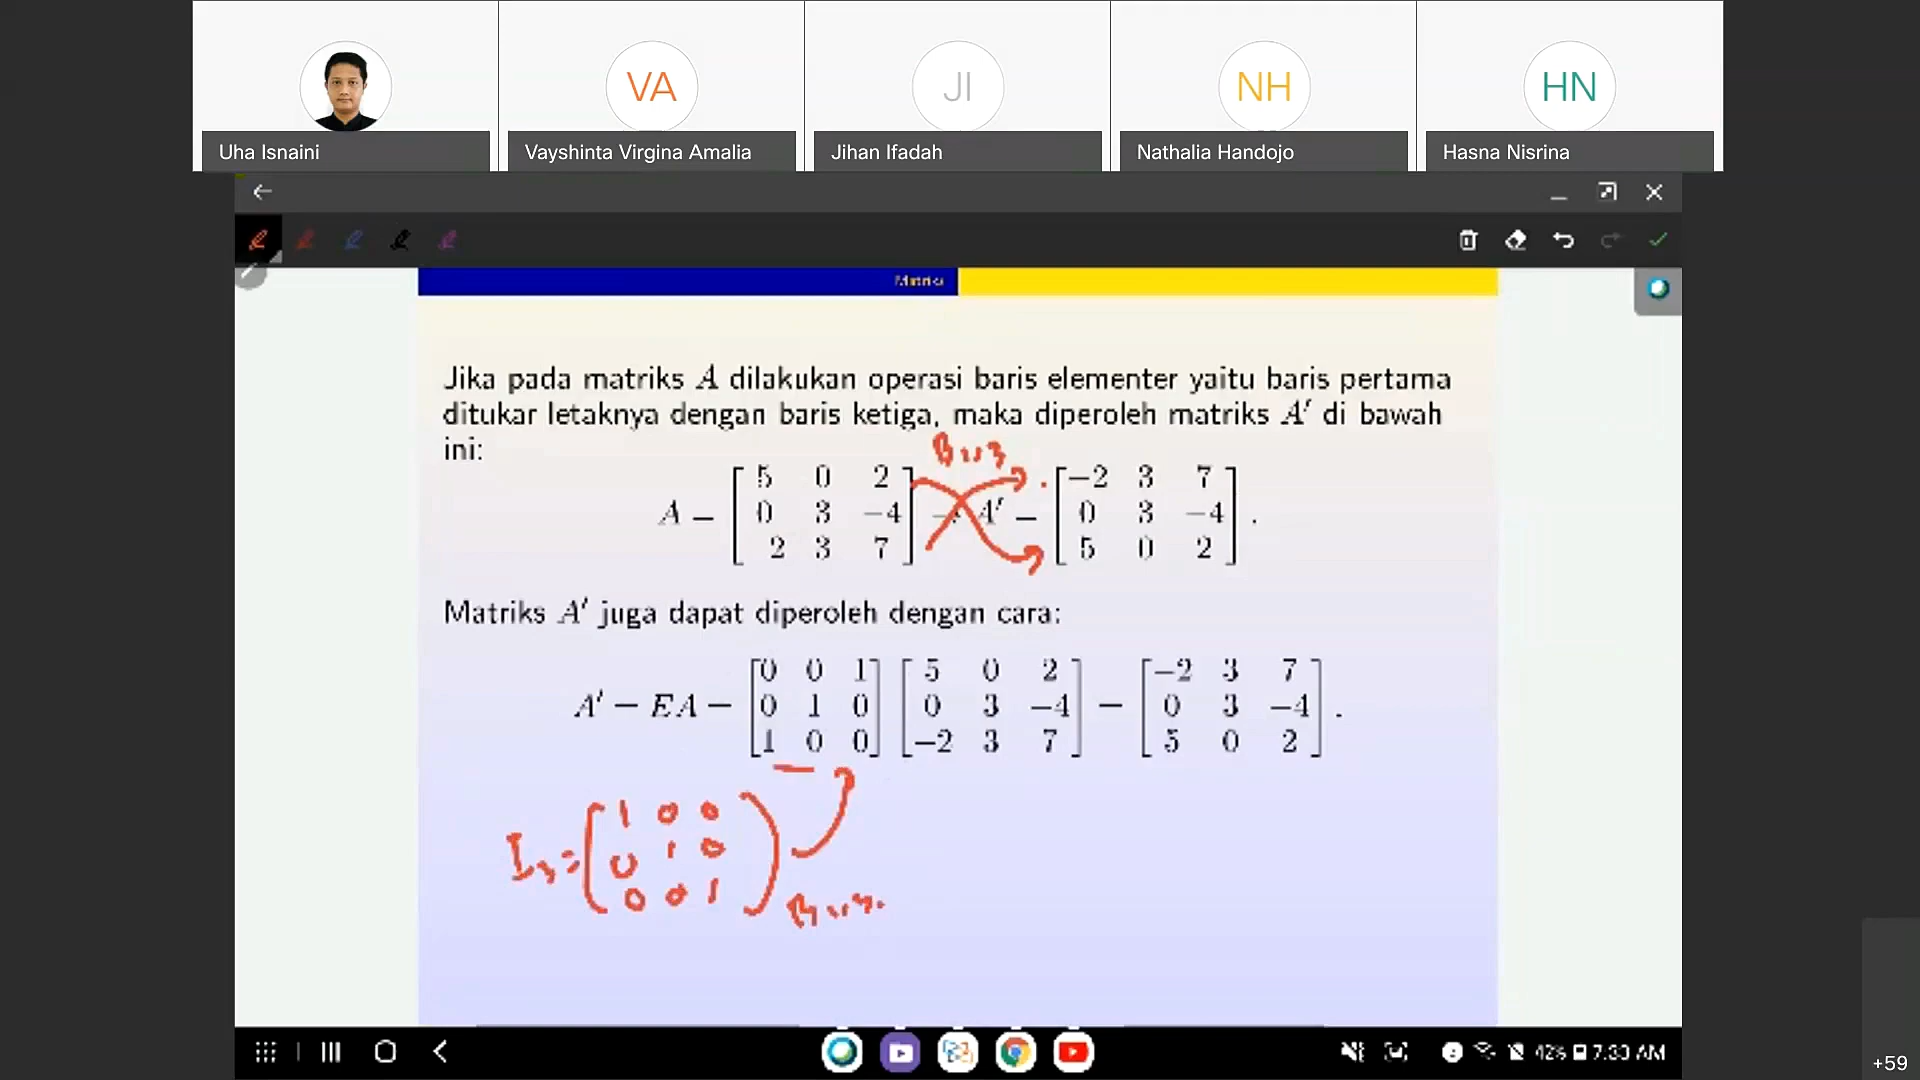 VA JI NH HN
Uha Isnaini Vayshinta Virgina Amalia Jihan Ifadah Nathalia Handojo Hasna Nisrina
Matriks
Jika pada matriks A dilakukan operasi baris elementer yaitu baris pertama
ditukar letaknya dengan baris ketiga, maka diperoleh matriks A′ di bawah
ini:
5 0 2 −2 3 7
A = 0 3 −4 → A′ = 0 3 −4 .
2 3 7 5 0 2
Matriks A′ juga dapat diperoleh dengan cara:
0 0 1 5 0 2 −2 3 7
A′ = EA = 0 1 0 0 3 −4 = 0 3 −4 .
1 0 0 −2 3 7 5 0 2
1 0 0
I3 = 0 1 0
0 0 1
42% 7:30 AM
+59